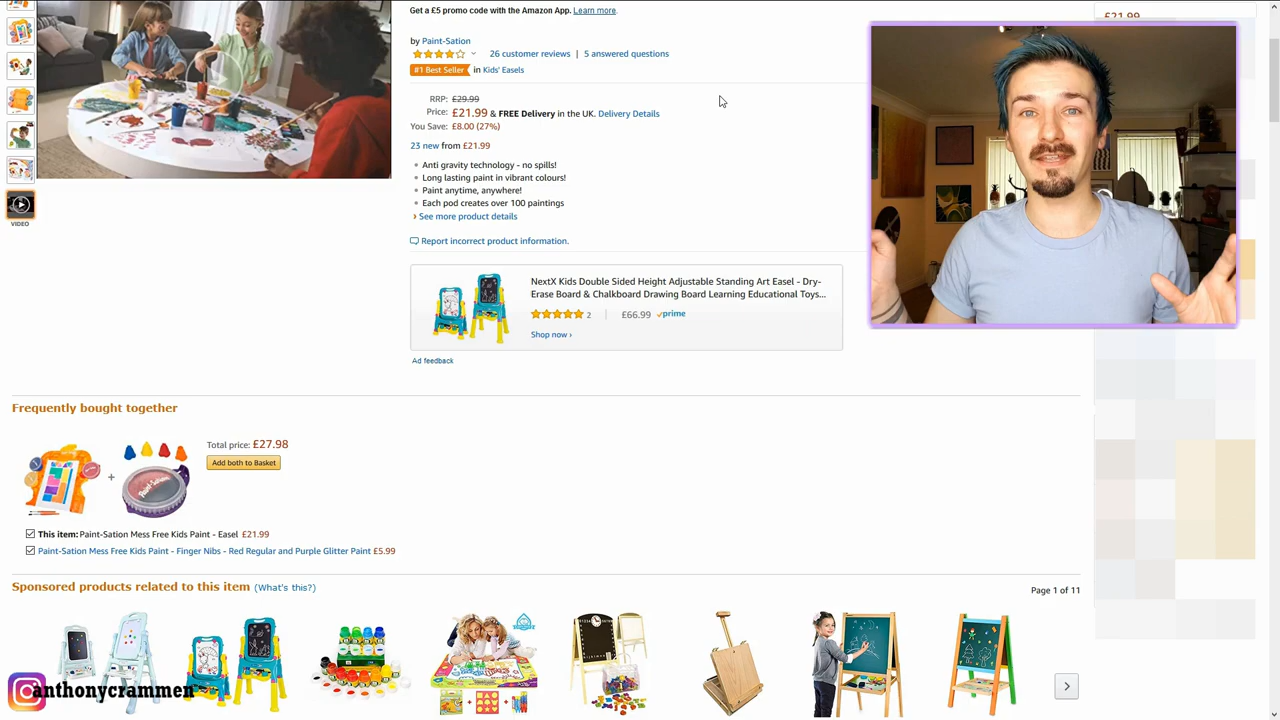 Get a £5 promo code with the Amazon App. Learn more.
£21.99
by Paint-Sation
26 customer reviews | 5 answered questions
#1 Best Seller in Kids' Easels
RRP: £29.99
Price: £21.99 & FREE Delivery in the UK. Delivery Details
You Save: £8.00 (27%)
23 new from £21.99
Anti gravity technology - no spills!
Long lasting paint in vibrant colours!
Paint anytime, anywhere!
Each pod creates over 100 paintings
› See more product details
VIDEO
Report incorrect product information.
NextX Kids Double Sided Height Adjustable Standing Art Easel - Dry-
Erase Board & Chalkboard Drawing Board Learning Educational Toys...
2 | £66.99 prime
Shop now ›
Ad feedback
Frequently bought together
Total price: £27.98
Add both to Basket
+
Paint-Sation
This item: Paint-Sation Mess Free Kids Paint - Easel £21.99
Paint-Sation Mess Free Kids Paint - Finger Nibs - Red Regular and Purple Glitter Paint £5.99
Sponsored products related to this item (What's this?)
Page 1 of 11
anthonycrammen